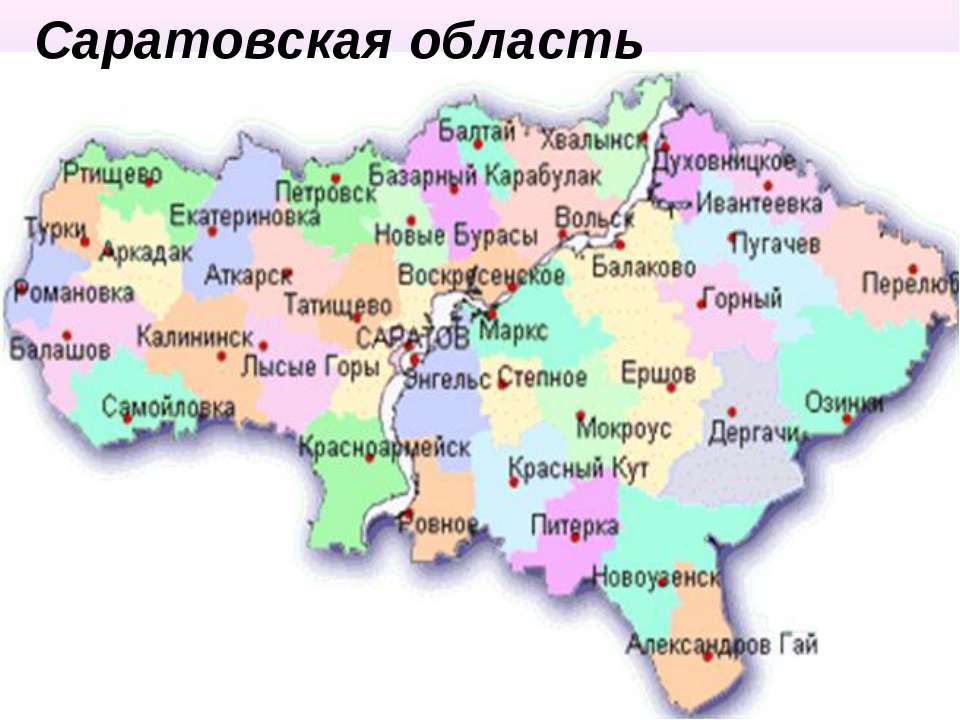 Саратовская область
Балтай
Хвалынск
Духовницкое
Ртищево
Петровск
Базарный Карабулак
Ивантеевка
Турки
Екатериновка
Вольск
Аркадак
Новые Бурасы
Пугачев
Аткарск
Воскресенское
Балаково
Перелюб
Романовка
Татищево
Горный
Калининск
САРАТОВ
Маркс
Балашов
Лысые Горы
Энгельс
Степное
Ершов
Самойловка
Озинки
Мокроус
Дергачи
Красноармейск
Красный Кут
Ровное
Питерка
Новоузенск
Александров Гай